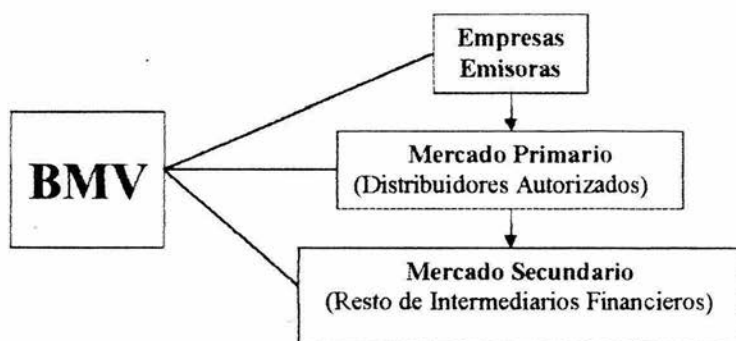 Empresas
Emisoras
BMV
Mercado Primario
(Distribuidores Autorizados)
Mercado Secundario
(Resto de Intermediarios Financieros)